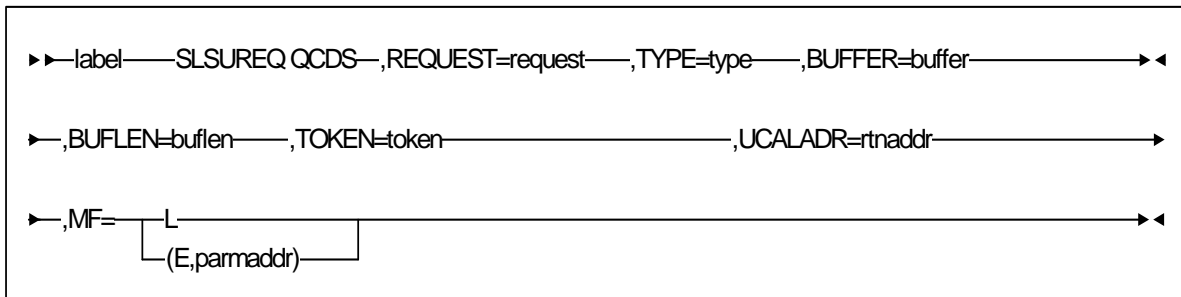 label SLSUREQ QCDS ,REQUEST=request ,TYPE=type ,BUFFER=buffer
,BUFLEN=buflen ,TOKEN=token ,UCALADR=rtnaddr
,MF= L
(E,parmaddr)